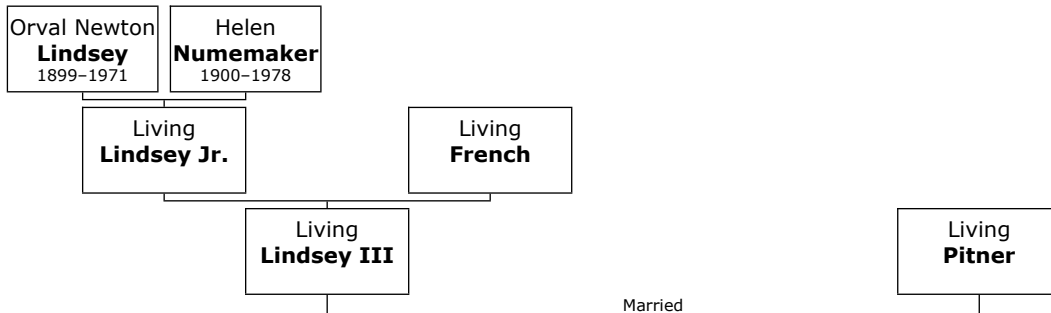 Orval Newton
Lindsey
1899–1971
Helen
Numemaker
1900–1978
Living
Lindsey Jr.
Living
French
Living
Lindsey III
Living
Pitner
Married